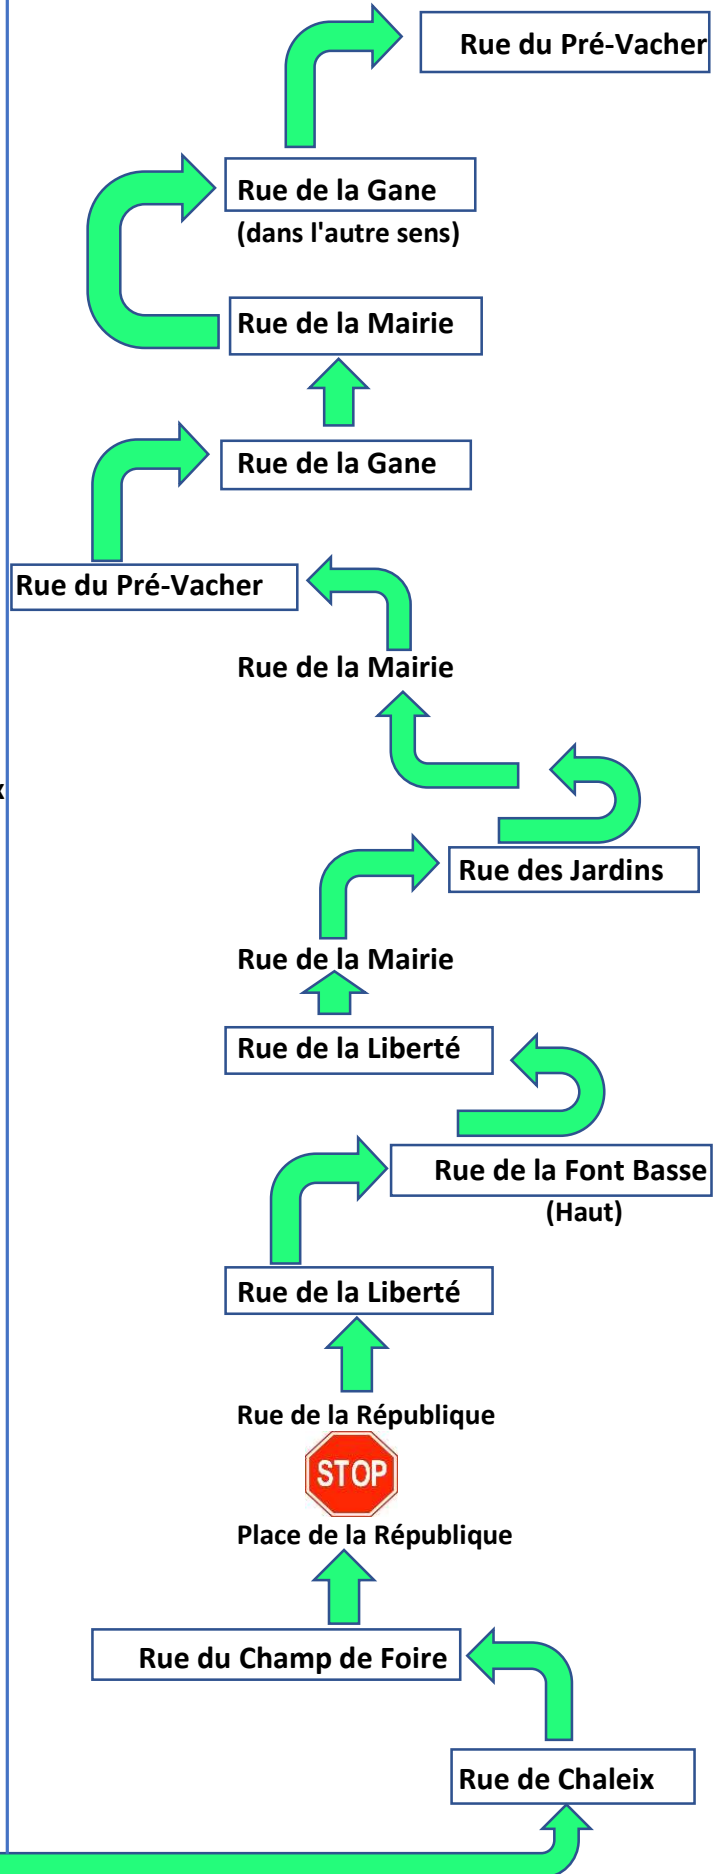 Rue du Pré-Vacher
Rue de la Gane
(dans l'autre sens)
Rue de la Mairie
Rue de la Gane
Rue du Pré-Vacher
Rue de la Mairie
x
Rue des Jardins
Rue de la Mairie
Rue de la Liberté
Rue de la Font Basse
(Haut)
Rue de la Liberté
Rue de la République
STOP
Place de la République
Rue du Champ de Foire
Rue de Chaleix